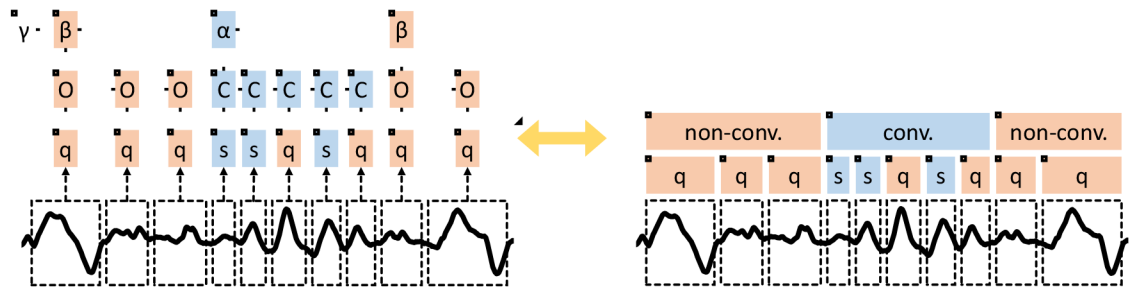 γ β α β
O O O C C C C C O O
q q q s s q s q q q
non-conv. conv. non-conv.
q q q s s q s q q q